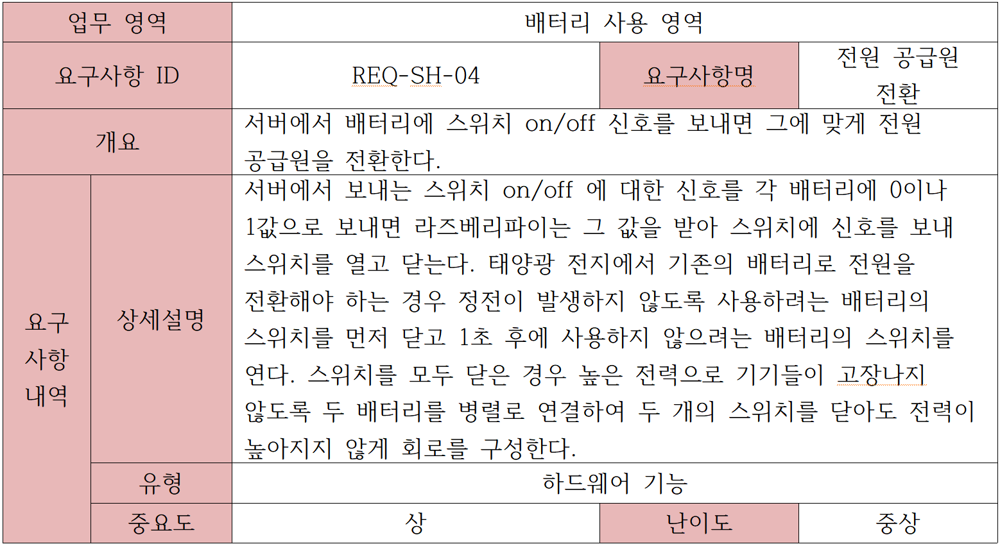 업무 영역
배터리 사용 영역
요구사항 ID
REQ-SH-04
요구사항명
전원 공급원
전환
개요
서버에서 배터리에 스위치 on/off 신호를 보내면 그에 맞게 전원
공급원을 전환한다.
요구
사항
내역
상세설명
서버에서 보내는 스위치 on/off 에 대한 신호를 각 배터리에 0이나
1값으로 보내면 라즈베리파이는 그 값을 받아 스위치에 신호를 보내
스위치를 열고 닫는다. 태양광 전지에서 기존의 배터리로 전원을
전환해야 하는 경우 정전이 발생하지 않도록 사용하려는 배터리의
스위치를 먼저 닫고 1초 후에 사용하지 않으려는 배터리의 스위치를
연다. 스위치를 모두 닫은 경우 높은 전력으로 기기들이 고장나지
않도록 두 배터리를 병렬로 연결하여 두 개의 스위치를 닫아도 전력이
높아지지 않게 회로를 구성한다.
유형
하드웨어 기능
중요도
상
난이도
중상